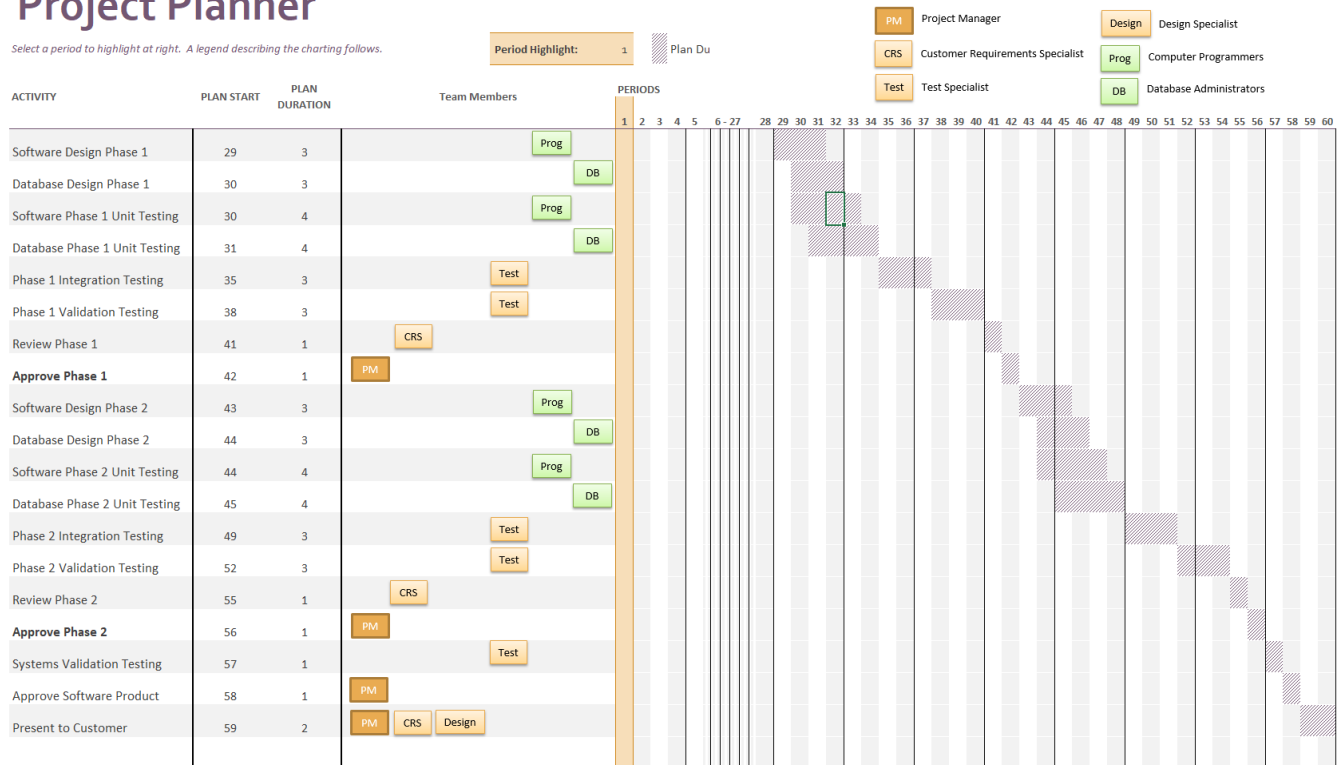 Project Planner
Select a period to highlight at right. A legend describing the charting follows.
Period Highlight: 1
Plan Du
PM Project Manager
Design Design Specialist
CRS Customer Requirements Specialist
Prog Computer Programmers
Test Test Specialist
DB Database Administrators
ACTIVITY PLAN START PLAN DURATION Team Members PERIODS
1 2 3 4 5 6 - 27 28 29 30 31 32 33 34 35 36 37 38 39 40 41 42 43 44 45 46 47 48 49 50 51 52 53 54 55 56 57 58 59 60
Software Design Phase 1 29 3 Prog
Database Design Phase 1 30 3 DB
Software Phase 1 Unit Testing 30 4 Prog
Database Phase 1 Unit Testing 31 4 DB
Phase 1 Integration Testing 35 3 Test
Phase 1 Validation Testing 38 3 Test
Review Phase 1 41 1 CRS
Approve Phase 1 42 1 PM
Software Design Phase 2 43 3 Prog
Database Design Phase 2 44 3 DB
Software Phase 2 Unit Testing 44 4 Prog
Database Phase 2 Unit Testing 45 4 DB
Phase 2 Integration Testing 49 3 Test
Phase 2 Validation Testing 52 3 Test
Review Phase 2 55 1 CRS
Approve Phase 2 56 1 PM
Systems Validation Testing 57 1 Test
Approve Software Product 58 1 PM
Present to Customer 59 2 PM CRS Design